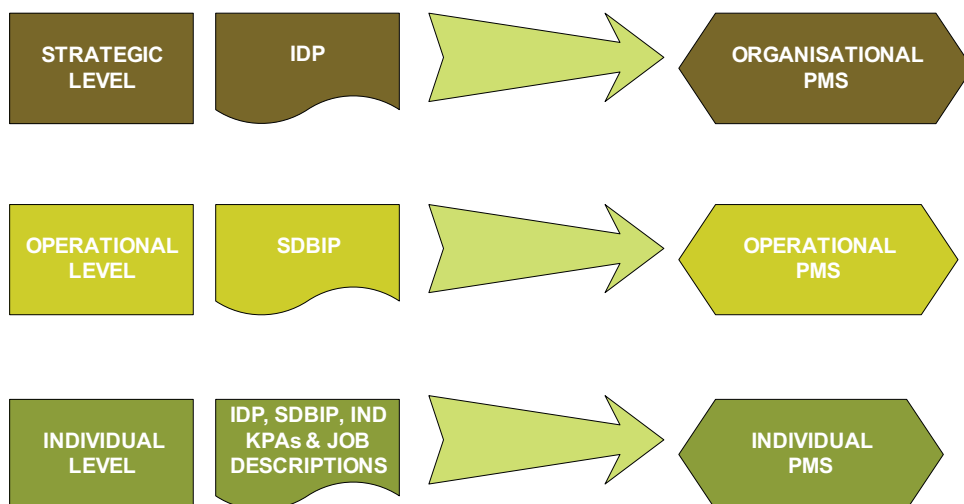 STRATEGIC
LEVEL
IDP
ORGANISATIONAL
PMS
OPERATIONAL
LEVEL
SDBIP
OPERATIONAL
PMS
INDIVIDUAL
LEVEL
IDP, SDBIP, IND
KPAs & JOB
DESCRIPTIONS
INDIVIDUAL
PMS